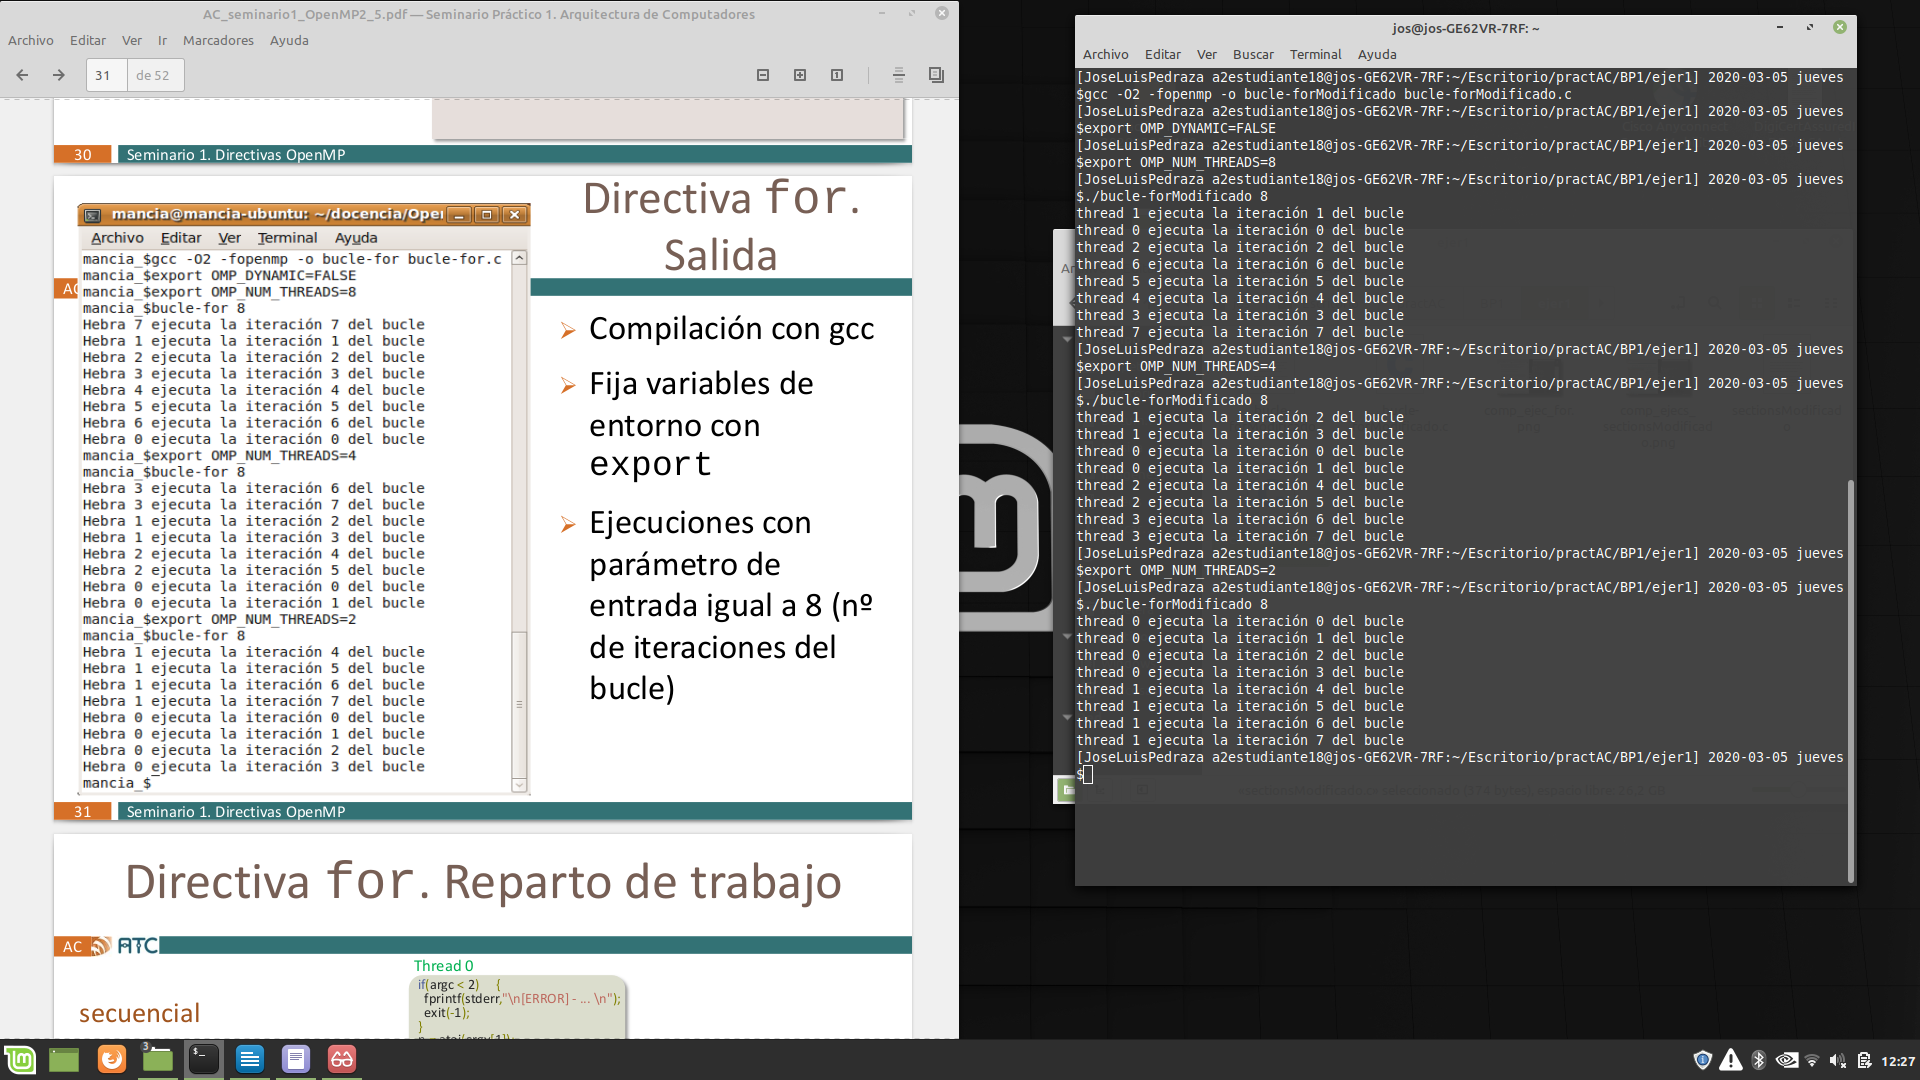 AC_seminario1_OpenMP2_5.pdf — Seminario Práctico 1. Arquitectura de Computadores
Archivo Editar Ver Ir Marcadores Ayuda
31 de 52
30 Seminario 1. Directivas OpenMP
Directiva for.
Salida
mancia@mancia-ubuntu: ~/docencia/Ope
Archivo Editar Ver Terminal Ayuda
mancia_$gcc -O2 -fopenmp -o bucle-for bucle-for.c
mancia_$export OMP_DYNAMIC=FALSE
mancia_$export OMP_NUM_THREADS=8
mancia_$bucle-for 8
Hebra 7 ejecuta la iteración 7 del bucle
Hebra 1 ejecuta la iteración 1 del bucle
Hebra 2 ejecuta la iteración 2 del bucle
Hebra 3 ejecuta la iteración 3 del bucle
Hebra 4 ejecuta la iteración 4 del bucle
Hebra 5 ejecuta la iteración 5 del bucle
Hebra 6 ejecuta la iteración 6 del bucle
Hebra 0 ejecuta la iteración 0 del bucle
mancia_$export OMP_NUM_THREADS=4
mancia_$bucle-for 8
Hebra 3 ejecuta la iteración 6 del bucle
Hebra 3 ejecuta la iteración 7 del bucle
Hebra 1 ejecuta la iteración 2 del bucle
Hebra 1 ejecuta la iteración 3 del bucle
Hebra 2 ejecuta la iteración 4 del bucle
Hebra 2 ejecuta la iteración 5 del bucle
Hebra 0 ejecuta la iteración 0 del bucle
Hebra 0 ejecuta la iteración 1 del bucle
mancia_$export OMP_NUM_THREADS=2
mancia_$bucle-for 8
Hebra 1 ejecuta la iteración 4 del bucle
Hebra 1 ejecuta la iteración 5 del bucle
Hebra 1 ejecuta la iteración 6 del bucle
Hebra 1 ejecuta la iteración 7 del bucle
Hebra 0 ejecuta la iteración 0 del bucle
Hebra 0 ejecuta la iteración 1 del bucle
Hebra 0 ejecuta la iteración 2 del bucle
Hebra 0 ejecuta la iteración 3 del bucle
mancia_$
Compilación con gcc
Fija variables de
entorno con
export
Ejecuciones con
parámetro de
entrada igual a 8 (nº
de iteraciones del
bucle)
31 Seminario 1. Directivas OpenMP
Directiva for. Reparto de trabajo
AC ATC
Thread 0
secuencial
if(argc < 2) {
fprintf(stderr,"\n[ERROR] - ... \n");
exit(-1);
}
jos@jos-GE62VR-7RF: ~
Archivo Editar Ver Buscar Terminal Ayuda
[JoseLuisPedraza a2estudiante18@jos-GE62VR-7RF:~/Escritorio/practAC/BP1/ejer1] 2020-03-05 jueves
$gcc -O2 -fopenmp -o bucle-forModificado bucle-forModificado.c
[JoseLuisPedraza a2estudiante18@jos-GE62VR-7RF:~/Escritorio/practAC/BP1/ejer1] 2020-03-05 jueves
$export OMP_DYNAMIC=FALSE
[JoseLuisPedraza a2estudiante18@jos-GE62VR-7RF:~/Escritorio/practAC/BP1/ejer1] 2020-03-05 jueves
$export OMP_NUM_THREADS=8
[JoseLuisPedraza a2estudiante18@jos-GE62VR-7RF:~/Escritorio/practAC/BP1/ejer1] 2020-03-05 jueves
$./bucle-forModificado 8
thread 1 ejecuta la iteración 1 del bucle
thread 0 ejecuta la iteración 0 del bucle
thread 2 ejecuta la iteración 2 del bucle
thread 6 ejecuta la iteración 6 del bucle
thread 5 ejecuta la iteración 5 del bucle
thread 4 ejecuta la iteración 4 del bucle
thread 3 ejecuta la iteración 3 del bucle
thread 7 ejecuta la iteración 7 del bucle
[JoseLuisPedraza a2estudiante18@jos-GE62VR-7RF:~/Escritorio/practAC/BP1/ejer1] 2020-03-05 jueves
$export OMP_NUM_THREADS=4
[JoseLuisPedraza a2estudiante18@jos-GE62VR-7RF:~/Escritorio/practAC/BP1/ejer1] 2020-03-05 jueves
$./bucle-forModificado 8
thread 1 ejecuta la iteración 2 del bucle
thread 1 ejecuta la iteración 3 del bucle
thread 0 ejecuta la iteración 0 del bucle
thread 0 ejecuta la iteración 1 del bucle
thread 2 ejecuta la iteración 4 del bucle
thread 2 ejecuta la iteración 5 del bucle
thread 3 ejecuta la iteración 6 del bucle
thread 3 ejecuta la iteración 7 del bucle
[JoseLuisPedraza a2estudiante18@jos-GE62VR-7RF:~/Escritorio/practAC/BP1/ejer1] 2020-03-05 jueves
$export OMP_NUM_THREADS=2
[JoseLuisPedraza a2estudiante18@jos-GE62VR-7RF:~/Escritorio/practAC/BP1/ejer1] 2020-03-05 jueves
$./bucle-forModificado 8
thread 0 ejecuta la iteración 0 del bucle
thread 0 ejecuta la iteración 1 del bucle
thread 0 ejecuta la iteración 2 del bucle
thread 0 ejecuta la iteración 3 del bucle
thread 1 ejecuta la iteración 4 del bucle
thread 1 ejecuta la iteración 5 del bucle
thread 1 ejecuta la iteración 6 del bucle
thread 1 ejecuta la iteración 7 del bucle
[JoseLuisPedraza a2estudiante18@jos-GE62VR-7RF:~/Escritorio/practAC/BP1/ejer1] 2020-03-05 jueves
$
3
12:27